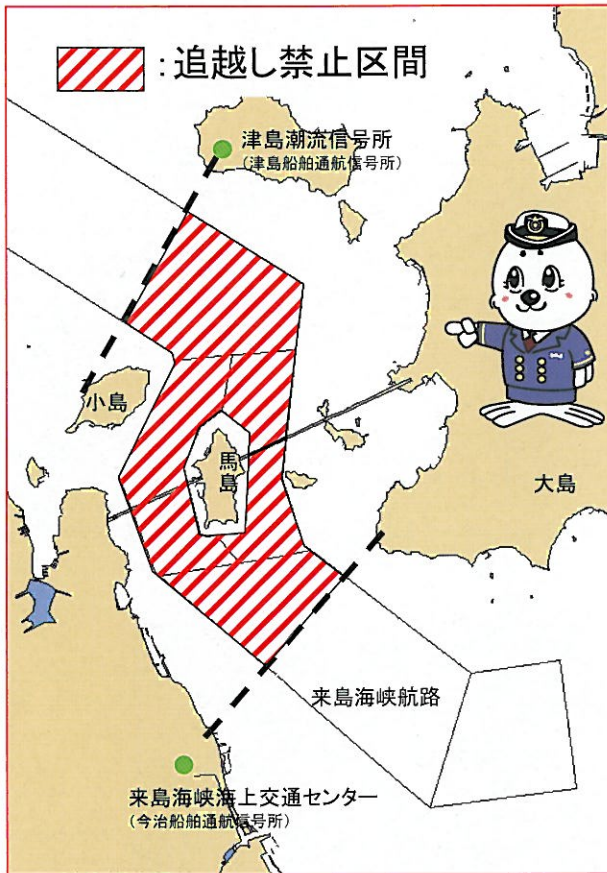 ：追越し禁止区間
津島潮流信号所
（津島船舶通航信号所）
小島
馬島
大島
来島海峡航路
来島海峡海上交通センター
（今治船舶通航信号所）